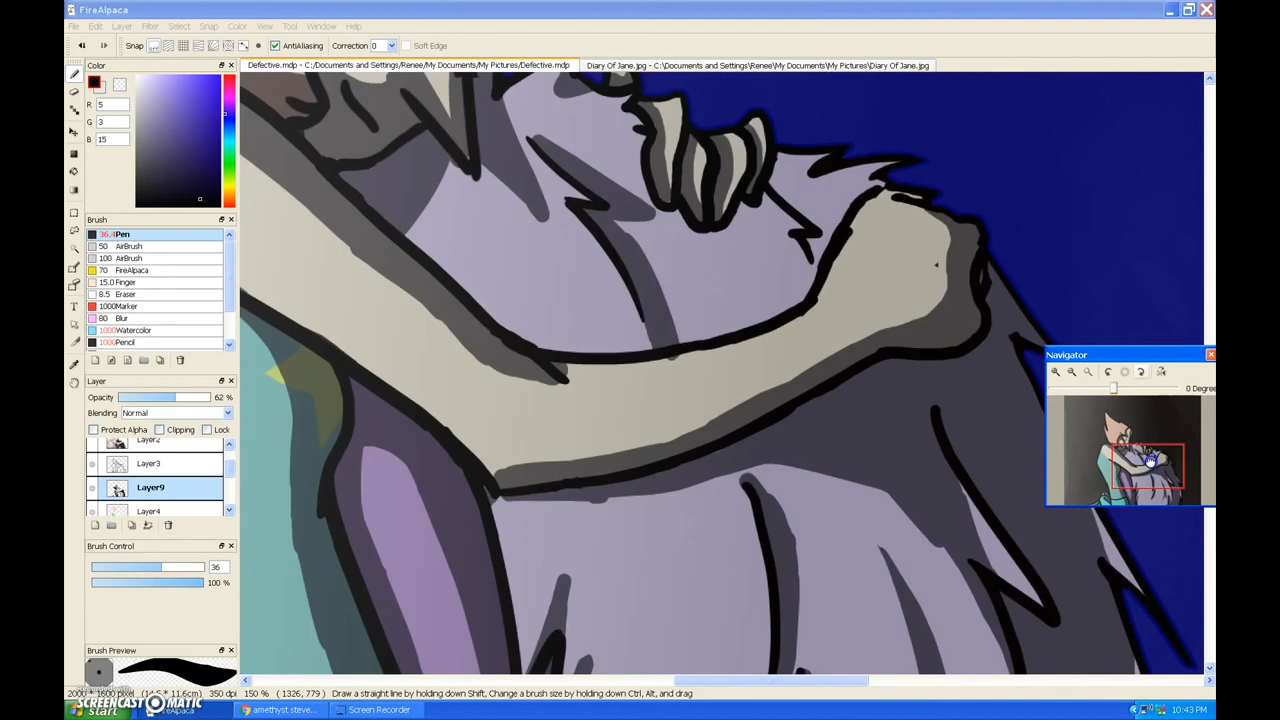 FireAlpaca
File Edit Layer Filter Select Snap Color View Tool Window Help
Snap AntiAliasing Correction 0 Soft Edge
Defective.mdp - C:/Documents and Settings/Renee/My Documents/My Pictures/Defective.mdp Diary Of Jane.jpg - C:\Documents and Settings\Renee\My Documents\My Pictures\Diary Of Jane.jpg
Color
R 5
G 3
B 15
Brush
36.4 Pen
50 AirBrush
100 AirBrush
70 FireAlpaca
15.0 Finger
8.5 Eraser
1000 Marker
80 Blur
1000 Watercolor
1000 Pencil
Layer
Opacity 62 %
Blending Normal
Protect Alpha Clipping Lock
Layer2
Layer3
Layer9
Layer4
Brush Control
36
100 %
Brush Preview
Navigator
0 Degree
350 dpi 150 % ( 1326, 779 ) Draw a straight line by holding down Shift, Change a brush size by holding down Ctrl, Alt, and drag
SCREENCAST-O-MATIC
start FireAlpaca amethyst steve... Screen Recorder 10:43 PM